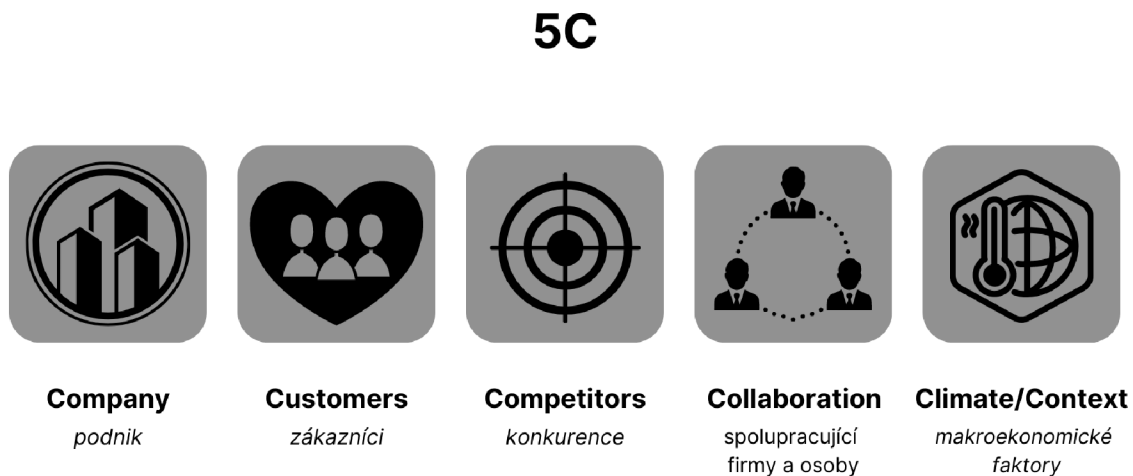 5C
Company
podnik
Customers
zákazníci
Competitors
konkurence
Collaboration
spolupracující
firmy a osoby
Climate/Context
makroekonomické
faktory